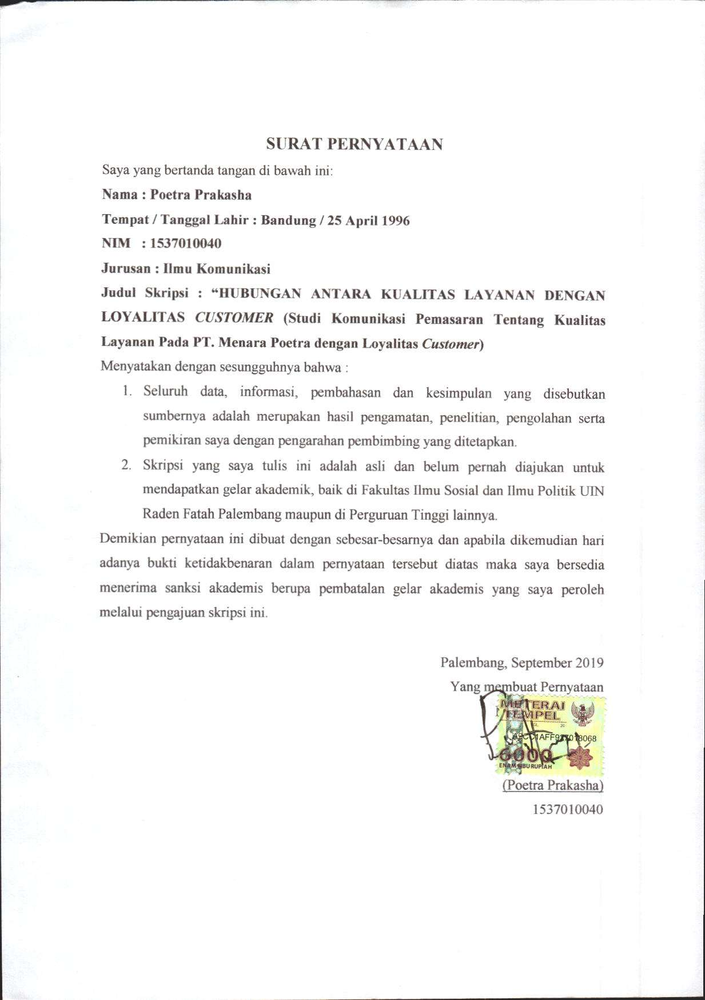 SURAT PERNYATAAN
Saya yang bertanda tangan di bawah ini:
Nama : Poetra Prakasha
Tempat / Tanggal Lahir : Bandung / 25 April 1996
NIM : 1537010040
Jurusan : Ilmu Komunikasi
Judul Skripsi : “HUBUNGAN ANTARA KUALITAS LAYANAN DENGAN
LOYALITAS CUSTOMER (Studi Komunikasi Pemasaran Tentang Kualitas
Layanan Pada PT. Menara Poetra dengan Loyalitas Customer)
Menyatakan dengan sesungguhnya bahwa :
1. Seluruh data, informasi, pembahasan dan kesimpulan yang disebutkan
sumbernya adalah merupakan hasil pengamatan, penelitian, pengolahan serta
pemikiran saya dengan pengarahan pembimbing yang ditetapkan.
2. Skripsi yang saya tulis ini adalah asli dan belum pernah diajukan untuk
mendapatkan gelar akademik, baik di Fakultas Ilmu Sosial dan Ilmu Politik UIN
Raden Fatah Palembang maupun di Perguruan Tinggi lainnya.
Demikian pernyataan ini dibuat dengan sebesar-besarnya dan apabila dikemudian hari
adanya bukti ketidakbenaran dalam pernyataan tersebut diatas maka saya bersedia
menerima sanksi akademis berupa pembatalan gelar akademis yang saya peroleh
melalui pengajuan skripsi ini.
Palembang, September 2019
Yang membuat Pernyataan
METERAI
TEMPEL
20
6000
ENAM RIBU RUPIAH
(Poetra Prakasha)
1537010040